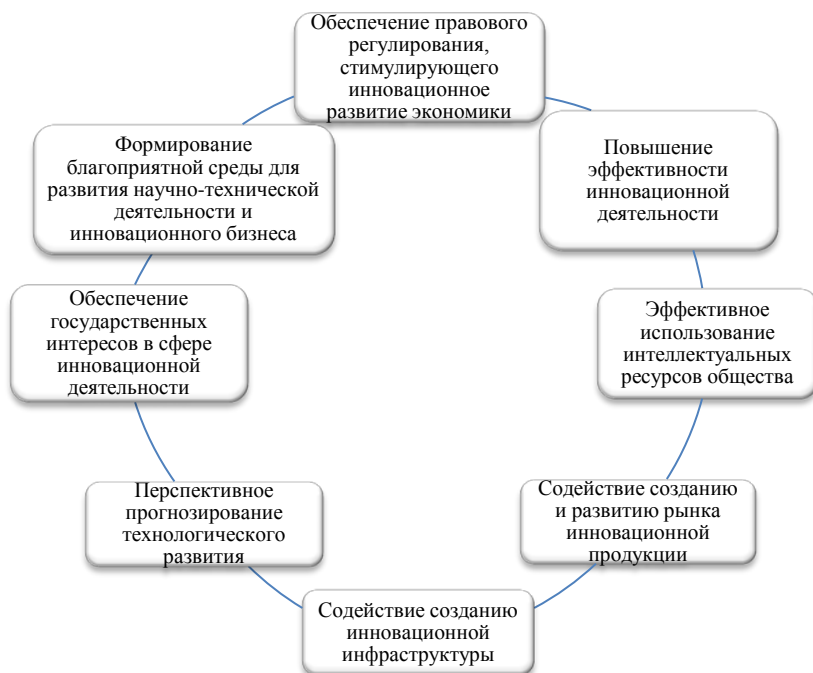 Обеспечение правового
регулирования,
стимулирующего
инновационное
развитие экономики
Повышение
эффективности
инновационной
деятельности
Эффективное
использование
интеллектуальных
ресурсов общества
Содействие созданию
и развитию рынка
инновационной
продукции
Содействие созданию
инновационной
инфраструктуры
Перспективное
прогнозирование
технологического
развития
Обеспечение
государственных
интересов в сфере
инновационной
деятельности
Формирование
благоприятной среды для
развития научно-технической
деятельности и
инновационного бизнеса